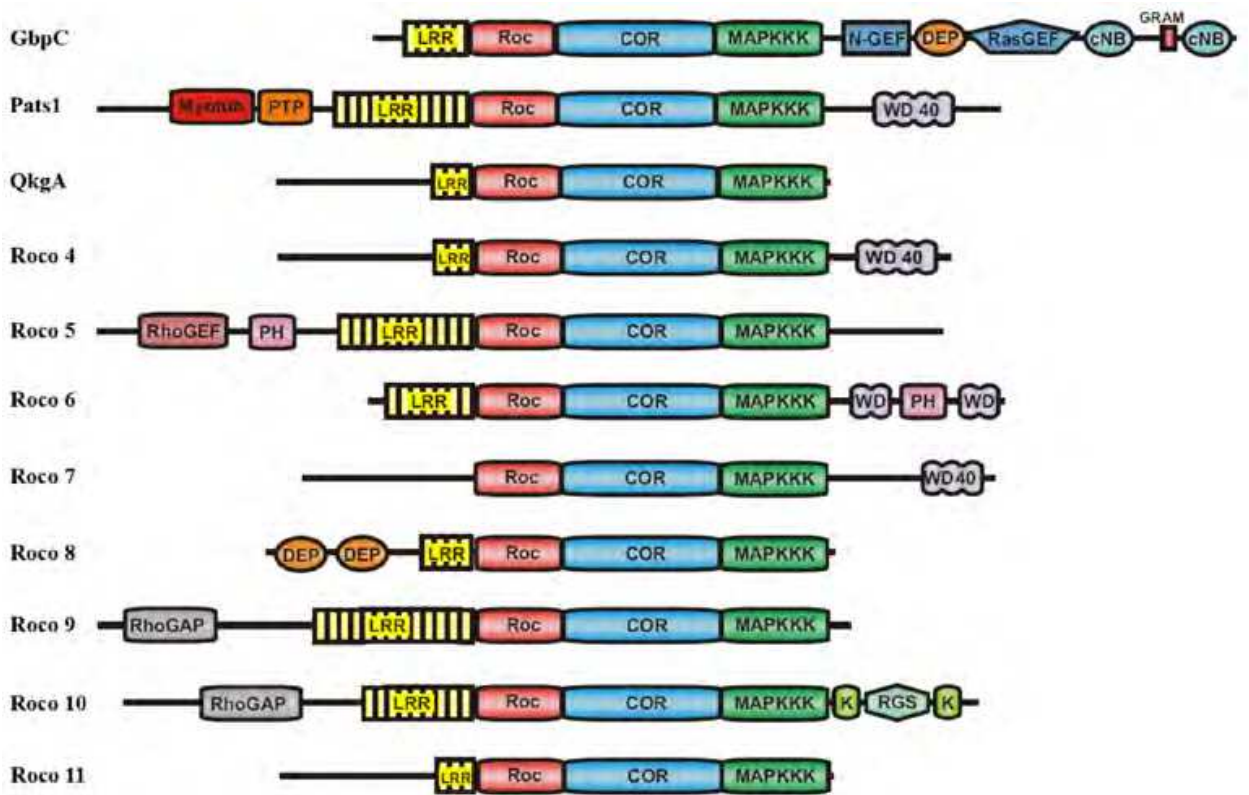 GRAM
GbpC LRR Roc COR MAPKKK N-GEF DEP RasGEF cNB cNB
Pats1 Myotub PTP LRR Roc COR MAPKKK WD 40
QkgA LRR Roc COR MAPKKK
Roco 4 LRR Roc COR MAPKKK WD 40
Roco 5 RhoGEF PH LRR Roc COR MAPKKK
Roco 6 LRR Roc COR MAPKKK WD PH WD
Roco 7 Roc COR MAPKKK WD40
Roco 8 DEP DEP LRR Roc COR MAPKKK
Roco 9 RhoGAP LRR Roc COR MAPKKK
Roco 10 RhoGAP LRR Roc COR MAPKKK K RGS K
Roco 11 LRR Roc COR MAPKKK